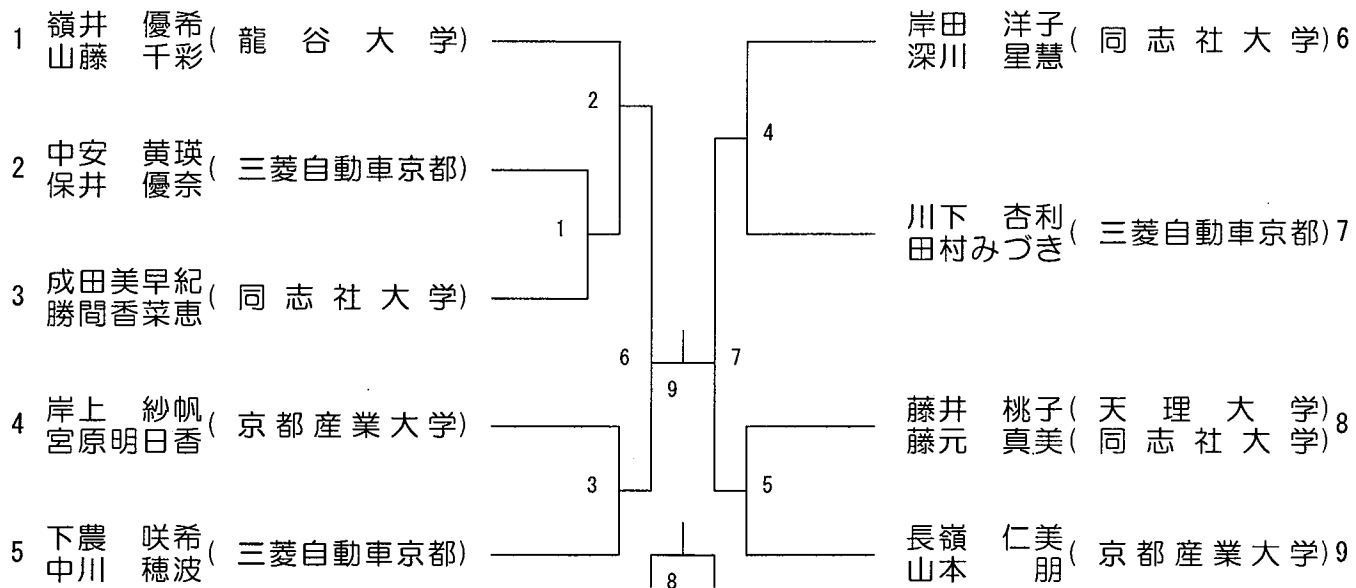 1 嶺井 優希 ( 龍谷大学)
山藤 千彩
2 中安 黄瑛 ( 三菱自動車京都)
保井 優奈
3 成田美早紀 ( 同志社大学)
勝間香菜恵
4 岸上 紗帆 ( 京都産業大学)
宮原明日香
5 下農 咲希 ( 三菱自動車京都)
中川 穂波
2
1
6
3
9
8
7
4
5
岸田 洋子 ( 同志社大学) 6
深川 星慧
川下 杏利 ( 三菱自動車京都) 7
田村みづき
藤井 桃子 ( 天理大学) 8
藤元 真美 ( 同志社大学)
長嶺 仁美 ( 京都産業大学) 9
山本 朋